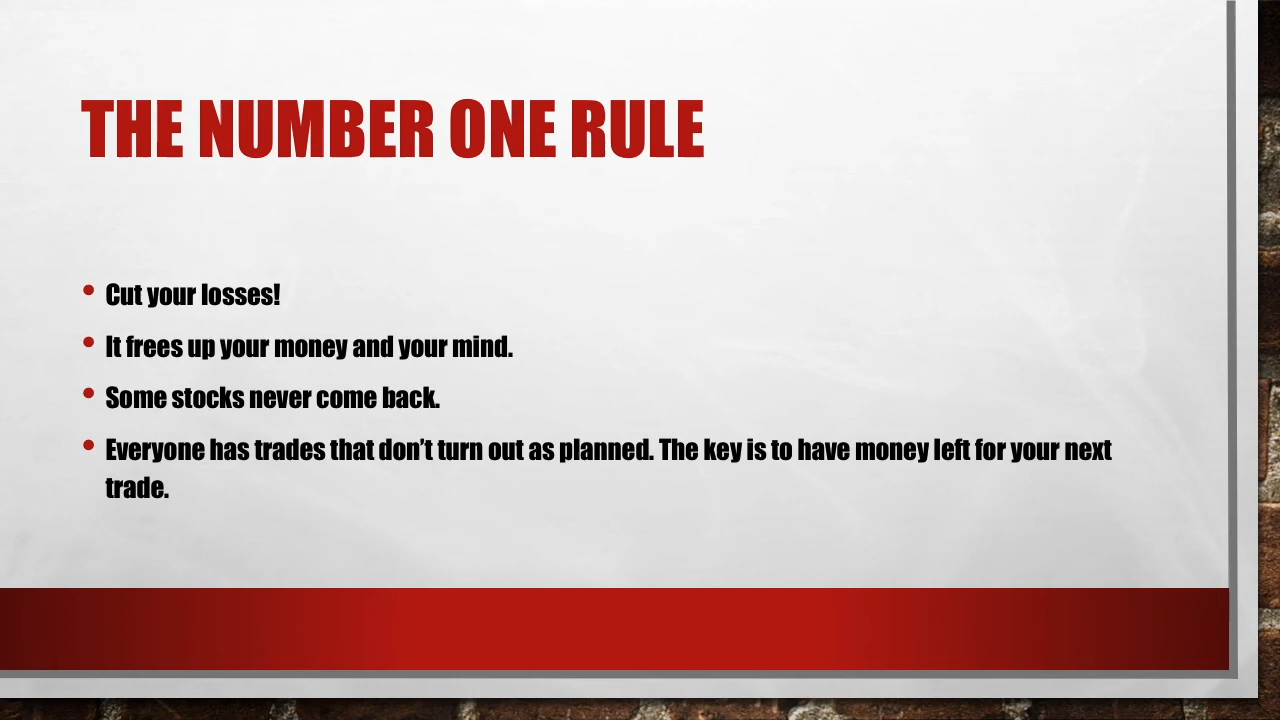 THE NUMBER ONE RULE
• Cut your losses!
• It frees up your money and your mind.
• Some stocks never come back.
• Everyone has trades that don’t turn out as planned. The key is to have money left for your next
trade.